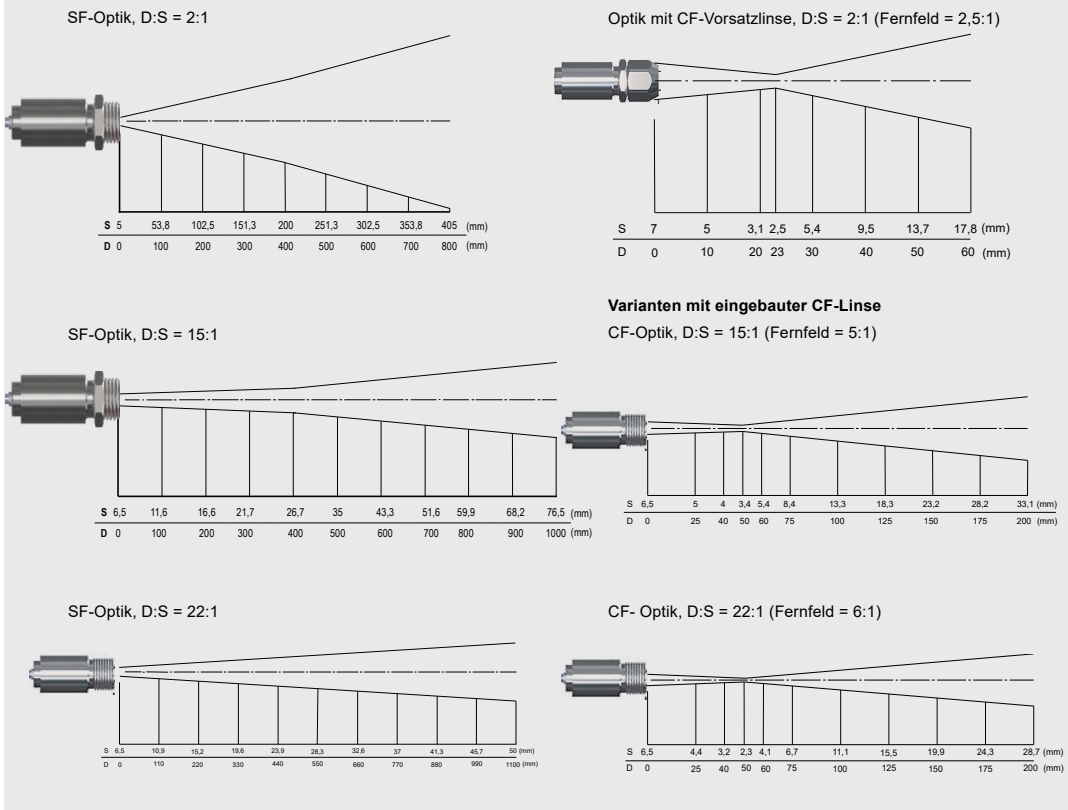 SF-Optik, D:S = 2:1
S 5 53,8 102,5 151,3 200 251,3 302,5 353,8 405 (mm)
D 0 100 200 300 400 500 600 700 800 (mm)
Optik mit CF-Vorsatzlinse, D:S = 2:1 (Fernfeld = 2,5:1)
S 7 5 3,1 2,5 5,4 9,5 13,7 17,8 (mm)
D 0 10 20 23 30 40 50 60 (mm)
SF-Optik, D:S = 15:1
S 6,5 11,6 16,6 21,7 26,7 35 43,3 51,6 59,9 68,2 76,5 (mm)
D 0 100 200 300 400 500 600 700 800 900 1000 (mm)
Varianten mit eingebauter CF-Linse
CF-Optik, D:S = 15:1 (Fernfeld = 5:1)
S 6,5 5 4 3,4 5,4 8,4 13,3 18,3 23,2 28,2 33,1 (mm)
D 0 25 40 50 60 75 100 125 150 175 200 (mm)
SF-Optik, D:S = 22:1
S 6,5 10,9 15,2 19,6 23,9 28,3 32,6 37 41,3 45,7 50 (mm)
D 0 110 220 330 440 550 660 770 880 990 1100 (mm)
CF- Optik, D:S = 22:1 (Fernfeld = 6:1)
S 6,5 4,4 3,2 2,3 4,1 6,7 11,1 15,5 19,9 24,3 28,7 (mm)
D 0 25 40 50 60 75 100 125 150 175 200 (mm)